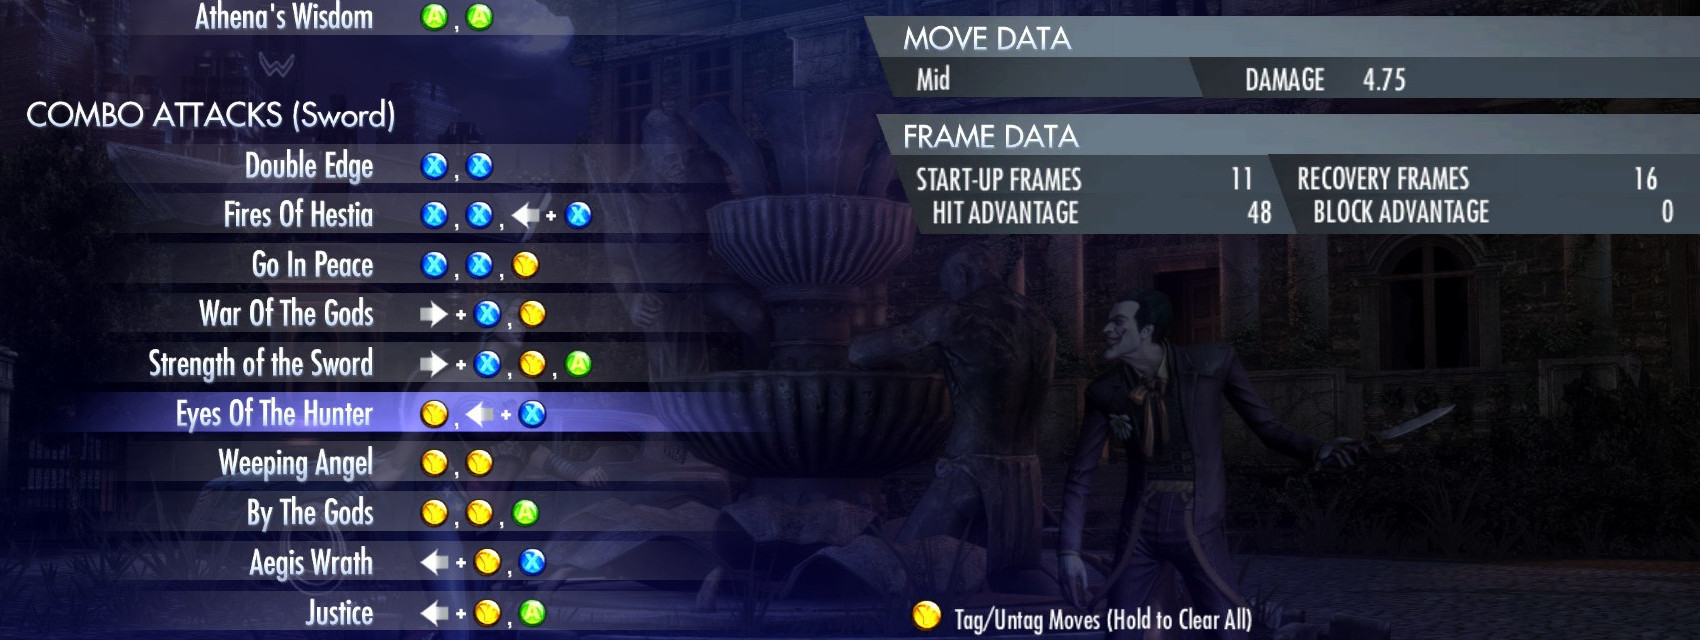 Athena's Wisdom A , A
COMBO ATTACKS (Sword)
Double Edge X , X
Fires Of Hestia X , X , + X
Go In Peace X , X , Y
War Of The Gods + X , Y
Strength of the Sword + X , Y , A
Eyes Of The Hunter Y , + X
Weeping Angel Y , Y
By The Gods Y , Y , A
Aegis Wrath + Y , X
Justice + Y , A
MOVE DATA
Mid DAMAGE 4.75
FRAME DATA
START-UP FRAMES 11 RECOVERY FRAMES 16
HIT ADVANTAGE 48 BLOCK ADVANTAGE 0
Y Tag/Untag Moves (Hold to Clear All)